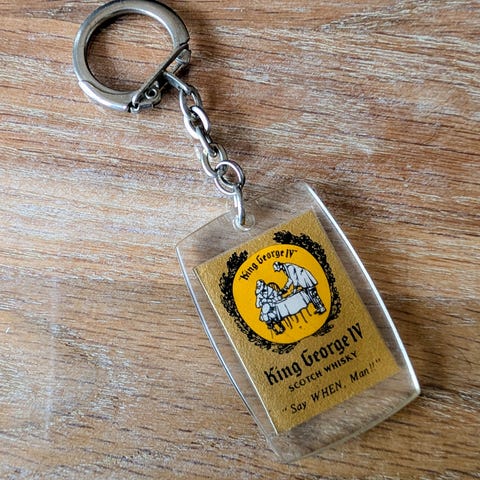 "King George IV"
King George IV
SCOTCH WHISKY
"Say WHEN, Man!!"